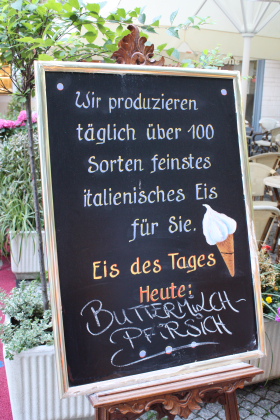 Wir produzieren
täglich über 100
Sorten feinstes
italienisches Eis
für Sie.
Eis des Tages
Heute:
BUTTERMILCH-
PFIRSICH